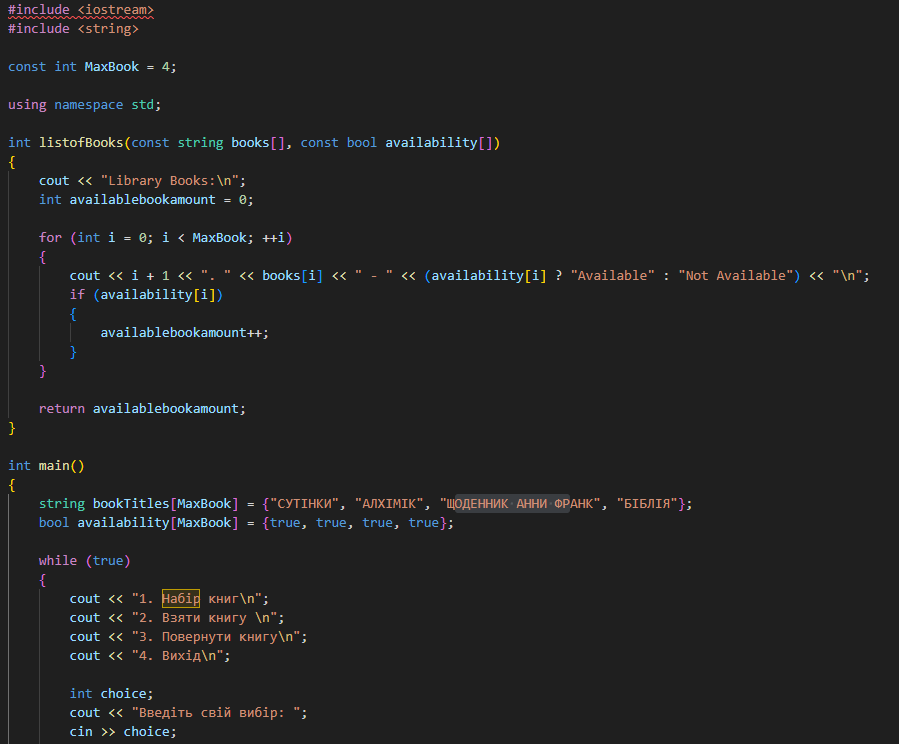 #include <iostream>
#include <string>
const int MaxBook = 4;
using namespace std;
int listofBooks(const string books[], const bool availability[])
{
cout << "Library Books:\n";
int availablebookamount = 0;
for (int i = 0; i < MaxBook; ++i)
{
cout << i + 1 << ". " << books[i] << " - " << (availability[i] ? "Available" : "Not Available") << "\n";
if (availability[i])
{
availablebookamount++;
}
}
return availablebookamount;
}
int main()
{
string bookTitles[MaxBook] = {"СУТІНКИ", "АЛХІМІК", "ЩОДЕННИК АННИ ФРАНК", "БІБЛІЯ"};
bool availability[MaxBook] = {true, true, true, true};
while (true)
{
cout << "1. Набір книг\n";
cout << "2. Взяти книгу \n";
cout << "3. Повернути книгу\n";
cout << "4. Вихід\n";
int choice;
cout << "Введіть свій вибір: ";
cin >> choice;